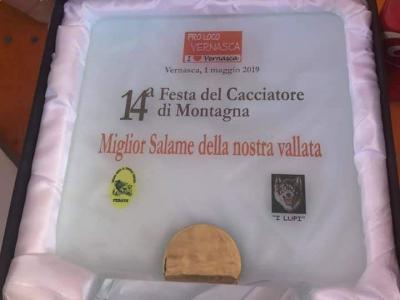 PRO LOCO
VERNASCA
I ❤ Vernasca
Vernasca, 1 maggio 2019
14ª Festa del Cacciatore
di Montagna
Miglior Salame della nostra vallata
"I LUPI"